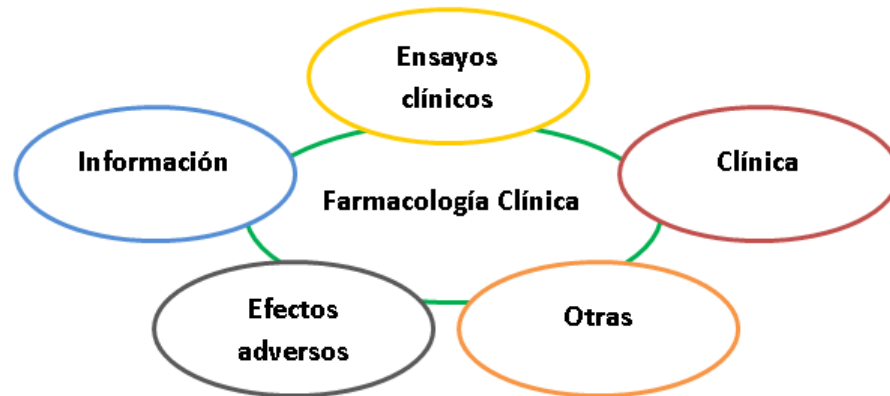 Ensayos
clínicos
Información
Clínica
Farmacología Clínica
Efectos
adversos
Otras